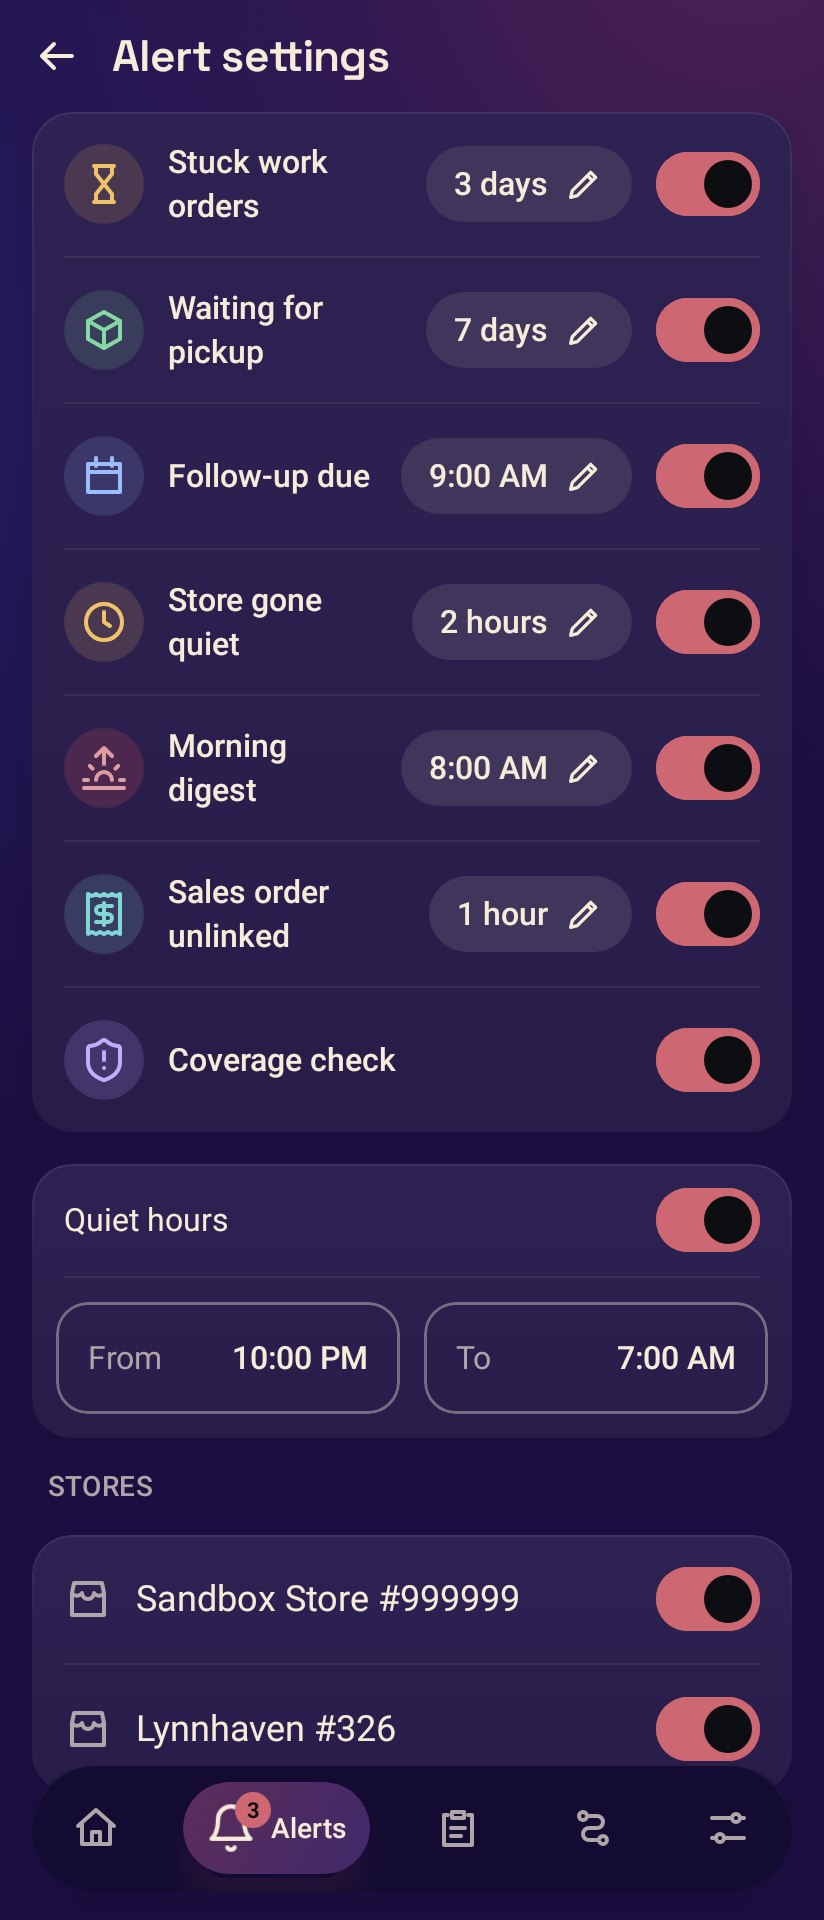 Alert settings
Stuck work
orders
3 days
Waiting for
pickup
7 days
Follow-up due
9:00 AM
Store gone
quiet
2 hours
Morning
digest
8:00 AM
Sales order
unlinked
1 hour
Coverage check
Quiet hours
From 10:00 PM
To 7:00 AM
STORES
Sandbox Store #999999
Lynnhaven #326
3
Alerts